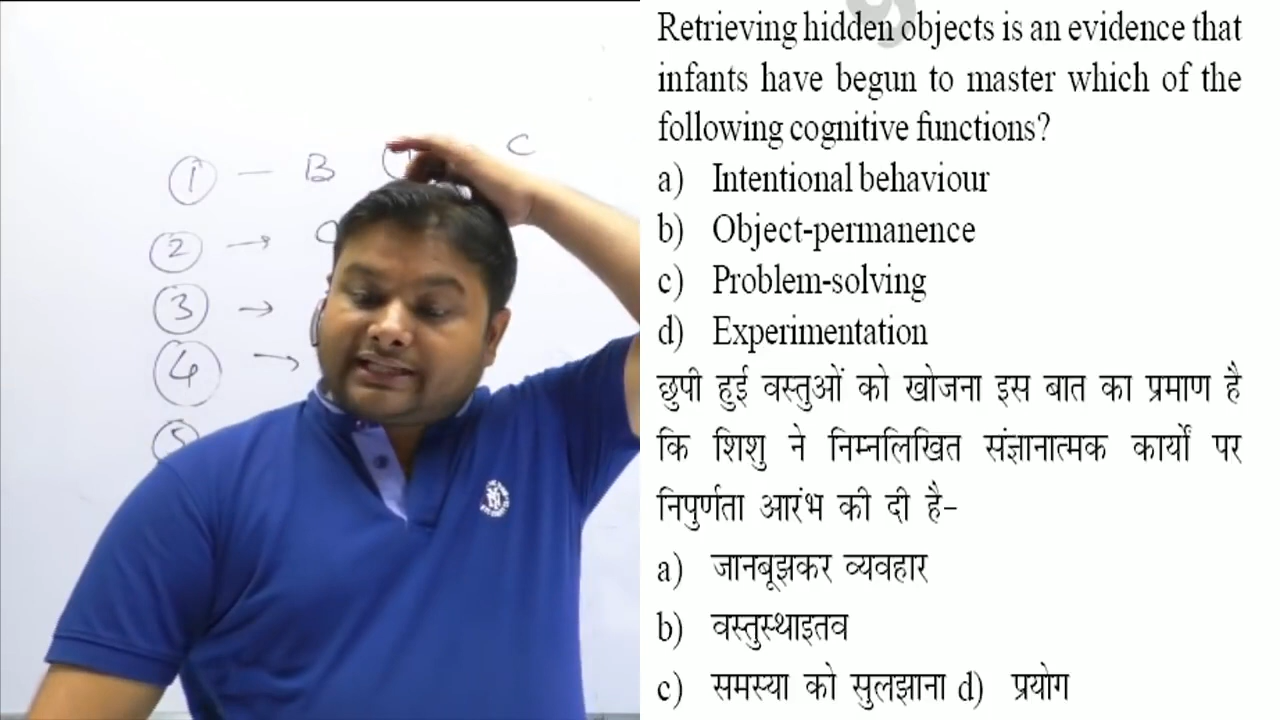 ① — B
C
② →
③ →
④ →
⑤
Retrieving hidden objects is an evidence that
infants have begun to master which of the
following cognitive functions?
a) Intentional behaviour
b) Object-permanence
c) Problem-solving
d) Experimentation
छुपी हुई वस्तुओं को खोजना इस बात का प्रमाण है
कि शिशु ने निम्नलिखित संज्ञानात्मक कार्यों पर
निपुर्णता आरंभ की दी है-
a) जानबूझकर व्यवहार
b) वस्तुस्थाइतव
c) समस्या को सुलझाना d) प्रयोग